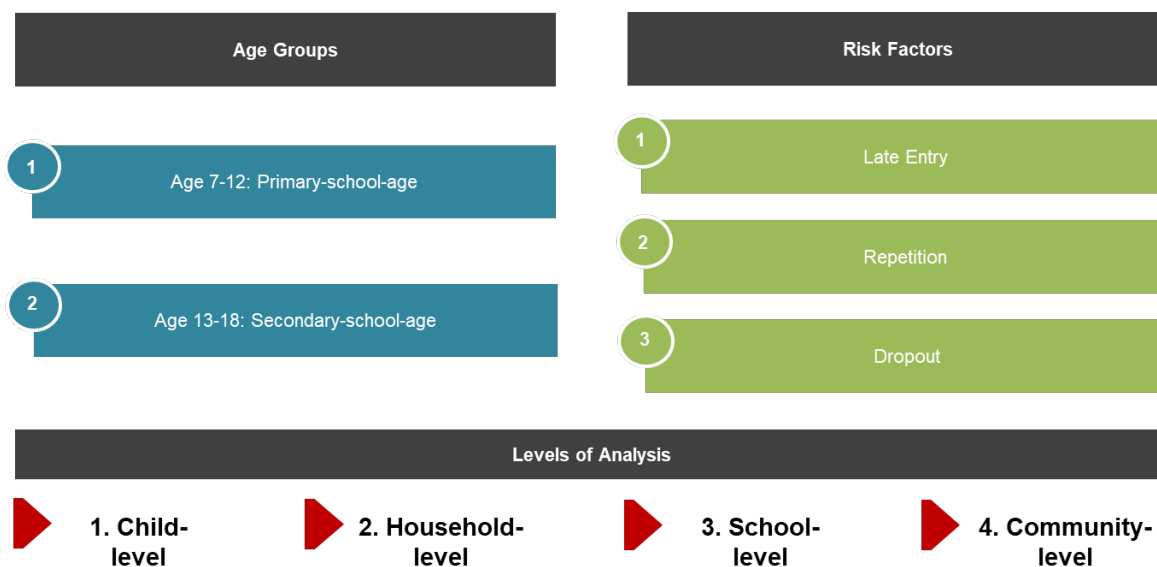 Age Groups
1
Age 7-12: Primary-school-age
2
Age 13-18: Secondary-school-age
Risk Factors
1
Late Entry
2
Repetition
3
Dropout
Levels of Analysis
1. Child-
level
2. Household-
level
3. School-
level
4. Community-
level